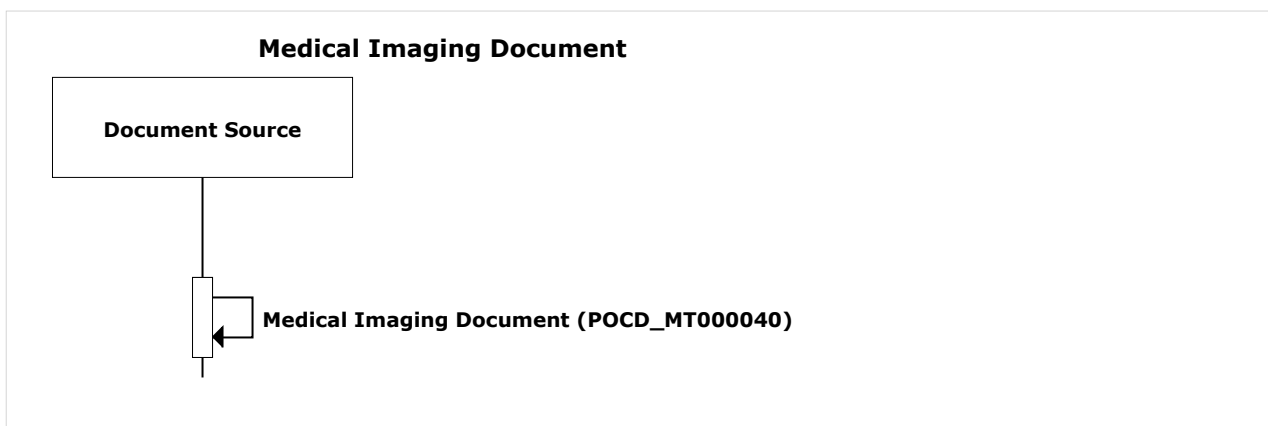 Medical Imaging Document
Document Source
Medical Imaging Document (POCD_MT000040)